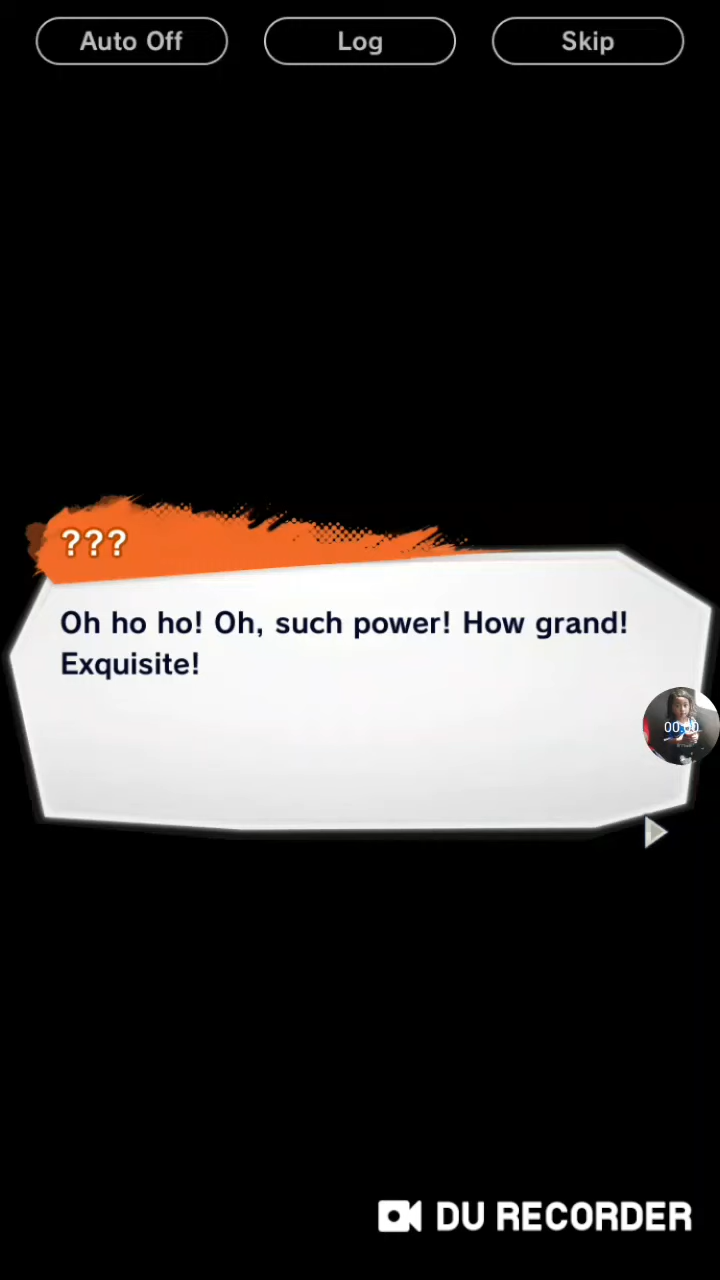 Auto Off
Log
Skip
???
Oh ho ho! Oh, such power! How grand!
Exquisite!
DU RECORDER